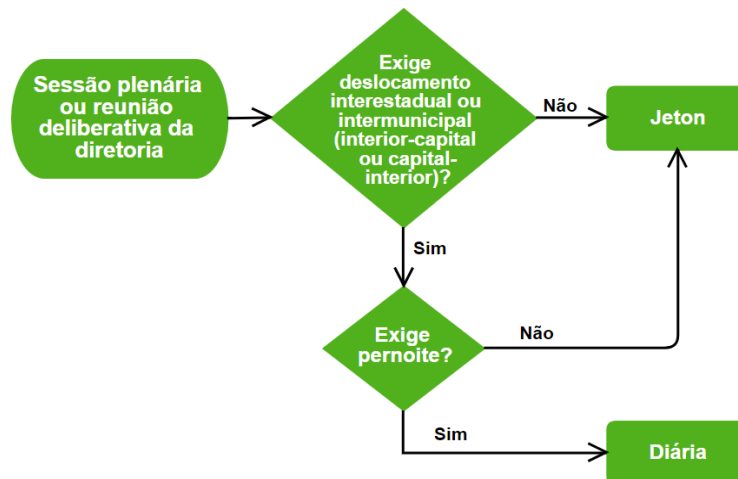 Sessão plenária
ou reunião
deliberativa da
diretoria
Exige
deslocamento
interestadual ou
intermunicipal
(interior-capital
ou capital-
interior)?
Não
Jeton
Sim
Exige
pernoite?
Não
Sim
Diária